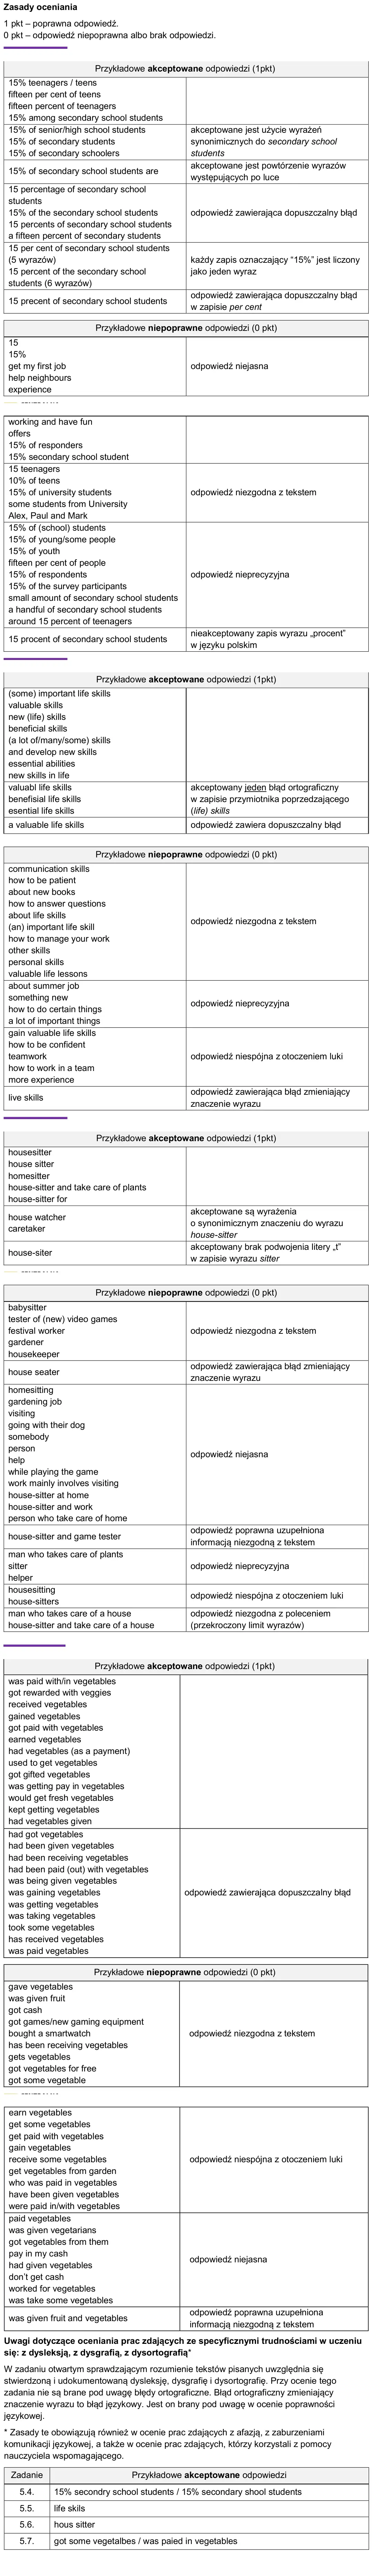 Zasady oceniania
1 pkt – poprawna odpowiedź.
0 pkt – odpowiedź niepoprawna albo brak odpowiedzi.
Przykładowe akceptowane odpowiedzi (1pkt)
15% teenagers / teens
fifteen per cent of teens
fifteen percent of teenagers
15% among secondary school students
15% of senior/high school students
15% of secondary students
15% of secondary schoolers
akceptowane jest użycie wyrażeń
synonimicznych do secondary school
students
15% of secondary school students are
akceptowane jest powtórzenie wyrazów
występujących po luce
15 percentage of secondary school
students
15% of the secondary students
15 percents of secondary school students
a fifteen percent of secondary students
odpowiedź zawierająca dopuszczalny błąd
15 per cent of secondary school students
(5 wyrazów)
15 percent of the secondary school
students (6 wyrazów)
każdy zapis oznaczający “15%” jest liczony
jako jeden wyraz
15 precent of secondary school students
odpowiedź zawierająca dopuszczalny błąd
w zapisie per cent
Przykładowe niepoprawne odpowiedzi (0 pkt)
15
15%
get my first job
help neighbours
experience
odpowiedź niejasna
working and have fun
offers
15% of responders
15% secondary school student
15 teenagers
10% of teens
15% of university students
some students from University
Alex, Paul and Mark
odpowiedź niezgodna z tekstem
15% of (school) students
15% of young/some people
15% of youth
fifteen per cent of people
15% of respondents
15% of the survey participants
small amount of secondary school students
a handful of secondary school students
around 15 percent of teenagers
odpowiedź nieprecyzyjna
15 procent of secondary school students
nieakceptowany zapis wyrazu „procent”
w języku polskim
Przykładowe akceptowane odpowiedzi (1pkt)
(some) important life skills
valuable skills
new (life) skills
beneficial skills
(a lot of/many/some) skills
and develop new skills
essential abilities
new skills in life
valuabl life skills
benefisial life skills
esential life skills
akceptowany jeden błąd ortograficzny
w zapisie przymiotnika poprzedzającego
(life) skills
a valuable life skills
odpowiedź zawiera dopuszczalny błąd
Przykładowe niepoprawne odpowiedzi (0 pkt)
communication skills
how to be patient
about new books
how to answer questions
about life skills
(an) important life skill
how to manage your work
other skills
personal skills
valuable life lessons
odpowiedź niezgodna z tekstem
about summer job
something new
how to do certain things
a lot of important things
odpowiedź nieprecyzyjna
gain valuable life skills
how to be confident
teamwork
how to work in a team
more experience
odpowiedź niespójna z otoczeniem luki
live skills
odpowiedź zawierająca błąd zmieniający
znaczenie wyrazu
Przykładowe akceptowane odpowiedzi (1pkt)
housesitter
house sitter
homesitter
house-sitter and take care of plants
house-sitter for
house watcher
caretaker
akceptowane są wyrażenia
o synonimicznym znaczeniu do wyrazu
house-sitter
house-siter
akceptowany brak podwojenia litery „t”
w zapisie wyrazu sitter
Przykładowe niepoprawne odpowiedzi (0 pkt)
babysitter
tester of (new) video games
festival worker
gardener
housekeeper
odpowiedź niezgodna z tekstem
house seater
odpowiedź zawierająca błąd zmieniający
znaczenie wyrazu
homesitting
gardening job
visiting
going with their dog
somebody
person
help
while playing the game
work mainly involves visiting
house-sitter at home
house-sitter and work
person who take care of home
odpowiedź niejasna
house-sitter and game tester
odpowiedź poprawna uzupełniona
informacją niezgodną z tekstem
man who takes care of plants
sitter
helper
odpowiedź nieprecyzyjna
housesitting
house-sitters
odpowiedź niespójna z otoczeniem luki
man who takes care of a house
house-sitter and take care of a house
odpowiedź niezgodna z poleceniem
(przekroczony limit wyrazów)
Przykładowe akceptowane odpowiedzi (1pkt)
was paid with/in vegetables
got rewarded with veggies
received vegetables
gained vegetables
got paid with vegetables
earned vegetables
had vegetables (as a payment)
used to get vegetables
got gifted vegetables
was getting pay in vegetables
would get fresh vegetables
kept getting vegetables
had vegetables given
had got vegetables
had been given vegetables
had been receiving vegetables
had been paid (out) with vegetables
was being given vegetables
was gaining vegetables
was getting vegetables
was taking vegetables
took some vegetables
has received vegetables
was paid vegetables
odpowiedź zawierająca dopuszczalny błąd
Przykładowe niepoprawne odpowiedzi (0 pkt)
gave vegetables
was given fruit
got cash
got games/new gaming equipment
bought a smartwatch
has been receiving vegetables
gets vegetables
got vegetables for free
got some vegetable
odpowiedź niezgodna z tekstem
earn vegetables
get some vegetables
get paid with vegetables
gain vegetables
receive some vegetables
get vegetables from garden
who was paid in vegetables
have been given vegetables
were paid in/with vegetables
odpowiedź niespójna z otoczeniem luki
paid vegetables
was given vegetarians
got vegetables from them
pay in my cash
had given vegetables
don’t get cash
worked for vegetables
was take some vegetables
odpowiedź niejasna
was given fruit and vegetables
odpowiedź poprawna uzupełniona
informacją niezgodną z tekstem
Uwagi dotyczące oceniania prac zdających ze specyficznymi trudnościami w uczeniu
się: z dysleksją, z dysgrafią, z dysortografią*
W zadaniu otwartym sprawdzającym rozumienie tekstów pisanych uwzględnia się
stwierdzoną i udokumentowaną dysleksję, dysgrafię i dysortografię. Przy ocenie tego
zadania nie są brane pod uwagę błędy ortograficzne. Błąd ortograficzny zmieniający
znaczenie wyrazu to błąd językowy. Jest on brany pod uwagę w ocenie poprawności
językowej.
* Zasady te obowiązują również w ocenie prac zdających z afazją, z zaburzeniami
komunikacji językowej, a także w ocenie prac zdających, którzy korzystali z pomocy
nauczyciela wspomagającego.
Zadanie Przykładowe akceptowane odpowiedzi
5.4. 15% secondry school students / 15% secondary shool students
5.5. life skils
5.6. hous sitter
5.7. got some vegetalbes / was paied in vegetables